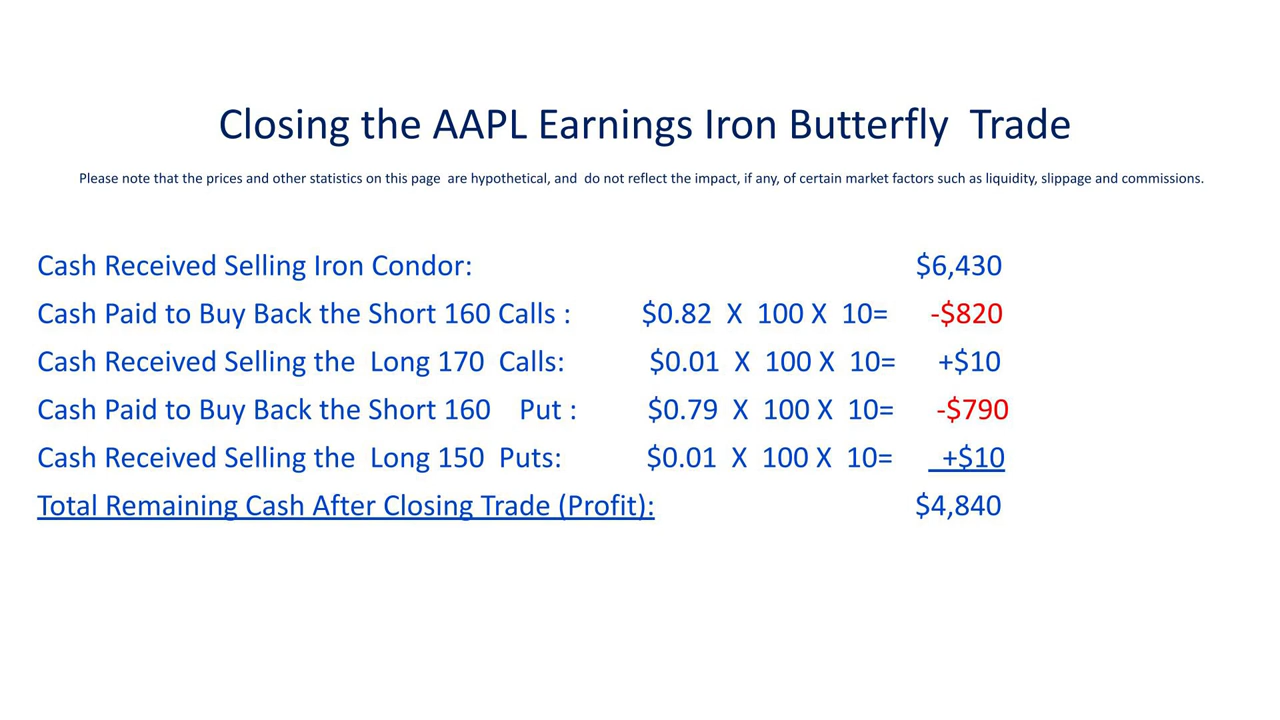 Closing the AAPL Earnings Iron Butterfly  Trade
Please note that the prices and other statistics on this page  are hypothetical, and  do not reflect the impact, if any, of certain market factors such as liquidity, slippage and commissions.
Cash Received Selling Iron Condor: $6,430
Cash Paid to Buy Back the Short 160 Calls : $0.82  X  100 X  10= -$820
Cash Received Selling the  Long 170  Calls: $0.01  X  100 X  10= +$10
Cash Paid to Buy Back the Short 160    Put : $0.79  X  100 X  10= -$790
Cash Received Selling the  Long 150  Puts: $0.01  X  100 X  10= +$10
Total Remaining Cash After Closing Trade (Profit): $4,840